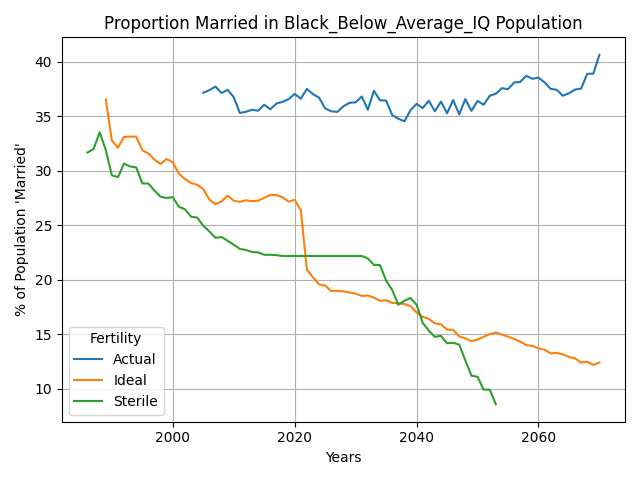 Proportion Married in Black_Below_Average_IQ Population
% of Population 'Married'
40
35
30
25
20
15
10
Fertility
Actual
Ideal
Sterile
2000
2020
2040
2060
Years